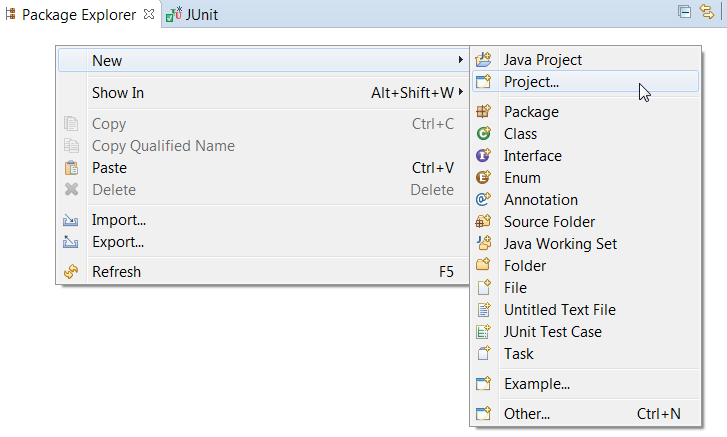 Package Explorer JUnit
New
Show In Alt+Shift+W
Copy Ctrl+C
Copy Qualified Name
Paste Ctrl+V
Delete Delete
Import...
Export...
Refresh F5
Java Project
Project...
Package
Class
Interface
Enum
Annotation
Source Folder
Java Working Set
Folder
File
Untitled Text File
JUnit Test Case
Task
Example...
Other... Ctrl+N